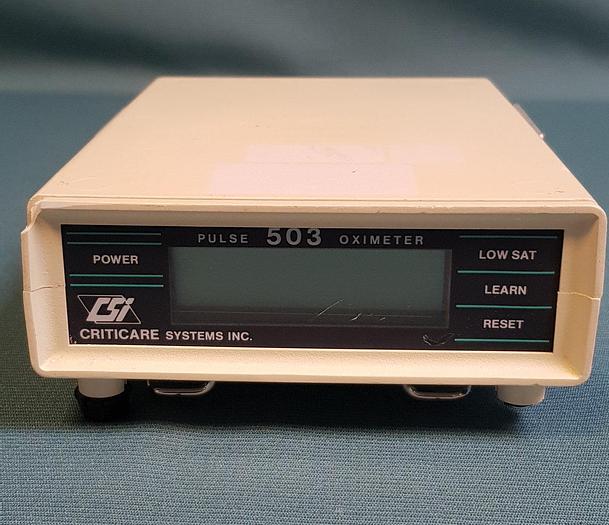 PULSE 503 OXIMETER
POWER
CSi
CRITICARE SYSTEMS INC.
LOW SAT
LEARN
RESET